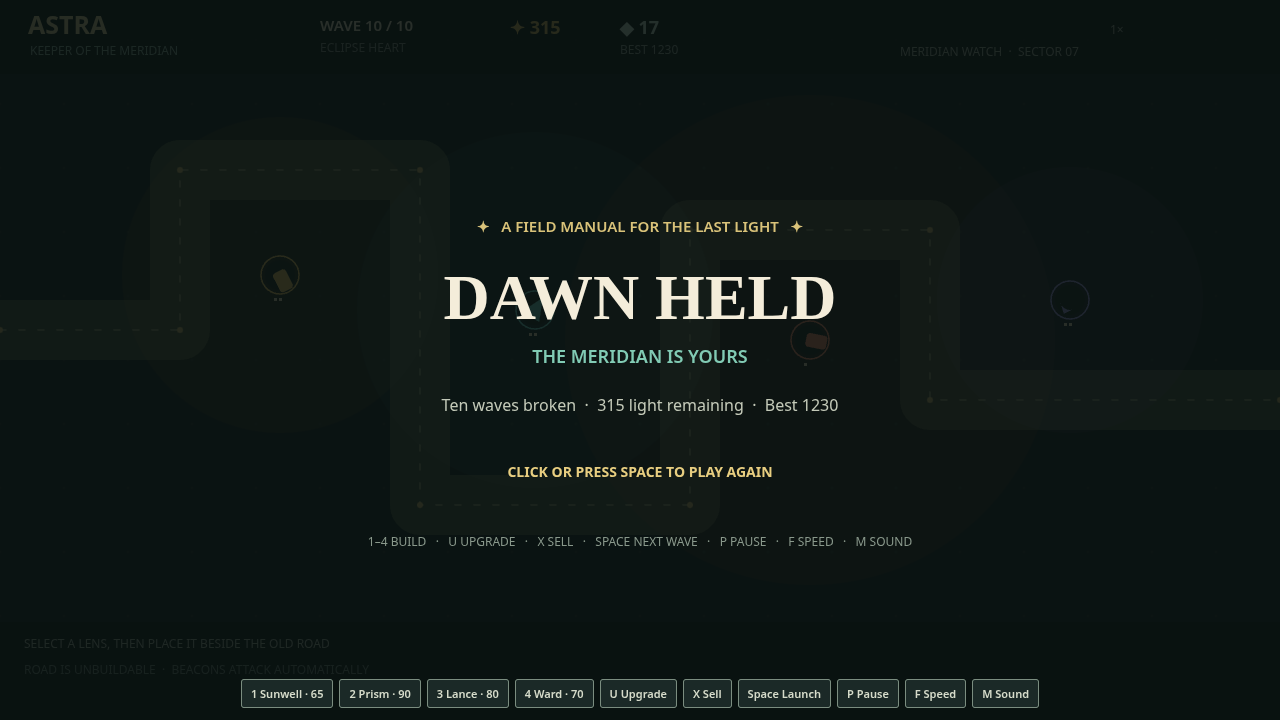 ASTRA
KEEPER OF THE MERIDIAN
WAVE 10 / 10
ECLIPSE HEART
✦ 315
◆ 17
BEST 1230
1×
MERIDIAN WATCH · SECTOR 07
✦ A FIELD MANUAL FOR THE LAST LIGHT ✦
DAWN HELD
THE MERIDIAN IS YOURS
Ten waves broken · 315 light remaining · Best 1230
CLICK OR PRESS SPACE TO PLAY AGAIN
1–4 BUILD · U UPGRADE · X SELL · SPACE NEXT WAVE · P PAUSE · F SPEED · M SOUND
SELECT A LENS, THEN PLACE IT BESIDE THE OLD ROAD
ROAD IS UNBUILDABLE · BEACONS ATTACK AUTOMATICALLY
1 Sunwell · 65 2 Prism · 90 3 Lance · 80 4 Ward · 70 U Upgrade X Sell Space Launch P Pause F Speed M Sound